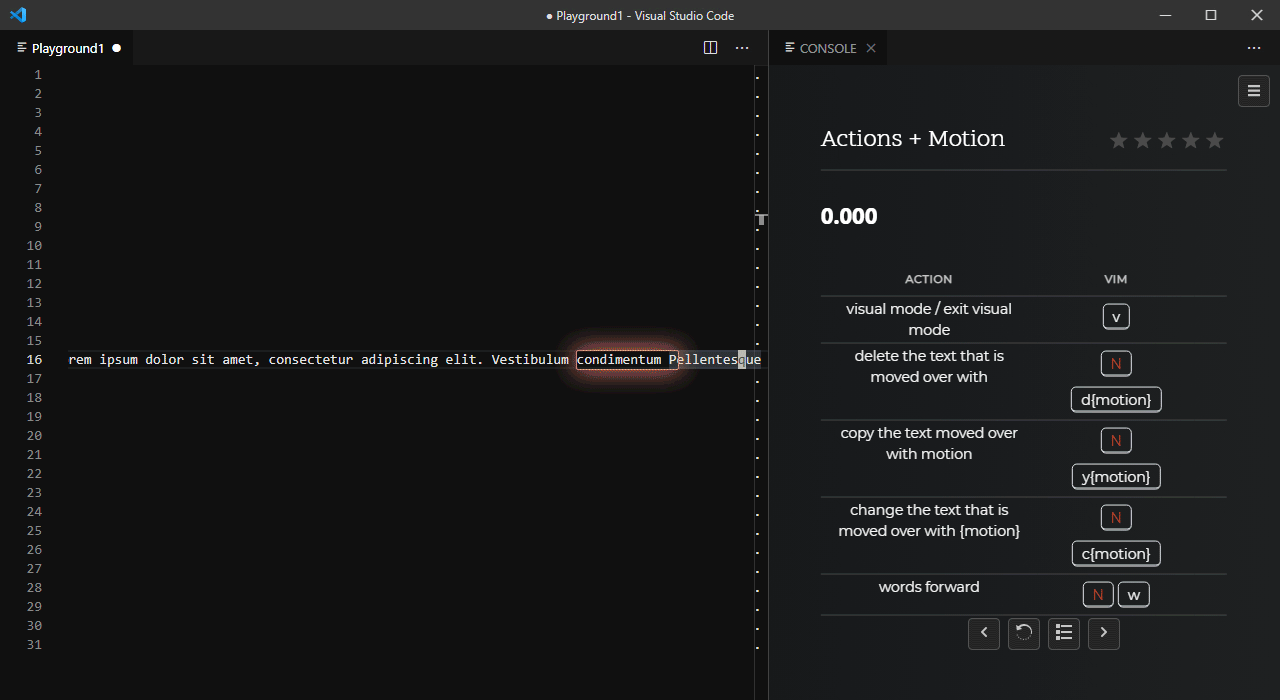 ● Playground1 - Visual Studio Code
Playground1 ●
CONSOLE
1
2
3
4
5
6
7
8
9
10
11
12
13
14
15
16 rem ipsum dolor sit amet, consectetur adipiscing elit. Vestibulum condimentum Pellentesque
17
18
19
20
21
22
23
24
25
26
27
28
29
30
31
Actions + Motion
0.000
ACTION VIM
visual mode / exit visual
mode
v
delete the text that is
moved over with
N
d{motion}
copy the text moved over
with motion
N
y{motion}
change the text that is
moved over with {motion}
N
c{motion}
words forward N w